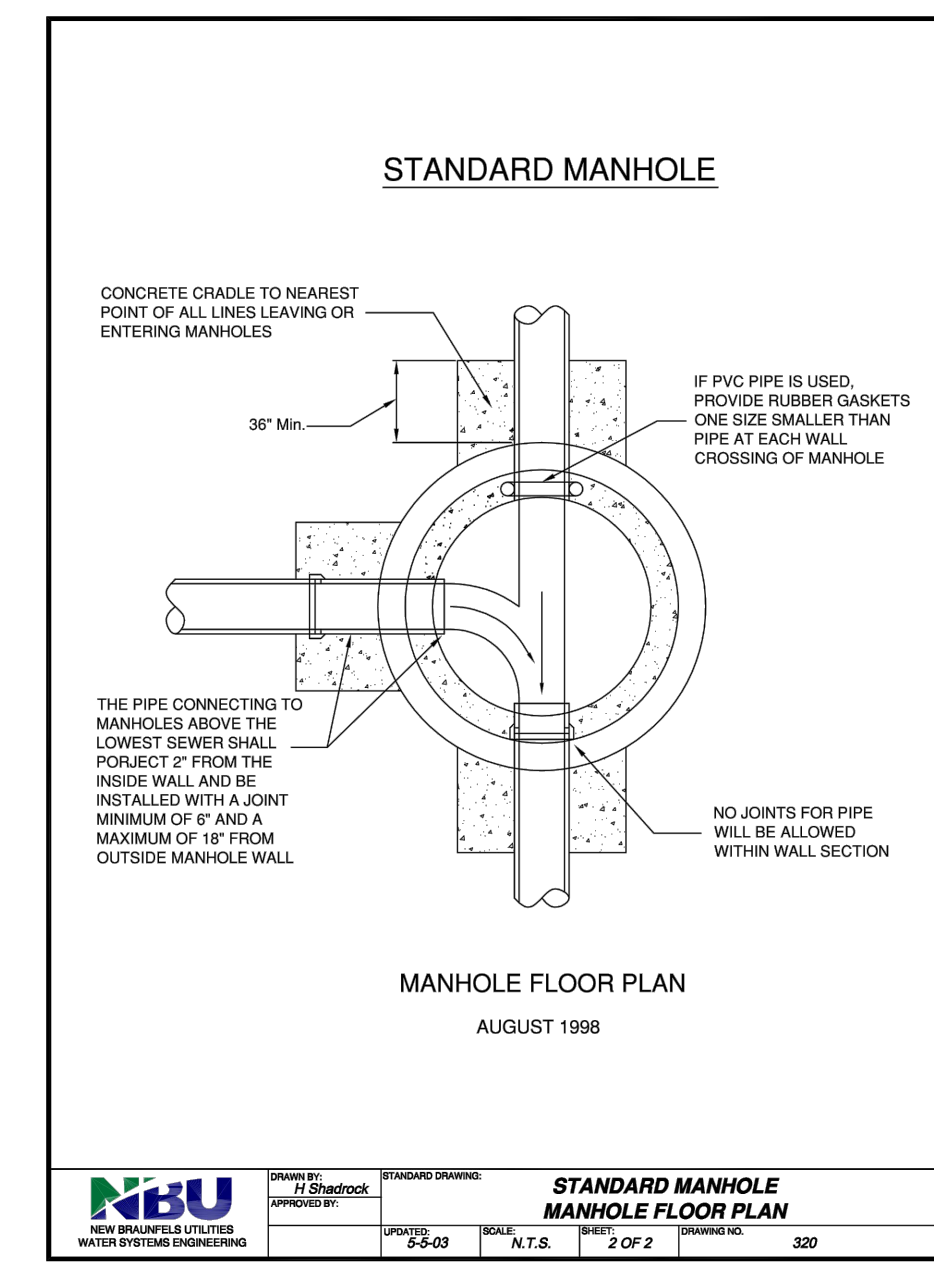 STANDARD MANHOLE
CONCRETE CRADLE TO NEAREST
POINT OF ALL LINES LEAVING OR
ENTERING MANHOLES
36" Min.
IF PVC PIPE IS USED,
PROVIDE RUBBER GASKETS
ONE SIZE SMALLER THAN
PIPE AT EACH WALL
CROSSING OF MANHOLE
THE PIPE CONNECTING TO
MANHOLES ABOVE THE
LOWEST SEWER SHALL
PORJECT 2" FROM THE
INSIDE WALL AND BE
INSTALLED WITH A JOINT
MINIMUM OF 6" AND A
MAXIMUM OF 18" FROM
OUTSIDE MANHOLE WALL
NO JOINTS FOR PIPE
WILL BE ALLOWED
WITHIN WALL SECTION
MANHOLE FLOOR PLAN
AUGUST 1998
NBU
NEW BRAUNFELS UTILITIES
WATER SYSTEMS ENGINEERING
DRAWN BY:
H Shadrock
APPROVED BY:
STANDARD DRAWING:
STANDARD MANHOLE
MANHOLE FLOOR PLAN
UPDATED:
5-5-03
SCALE:
N.T.S.
SHEET:
2 OF 2
DRAWING NO.
320